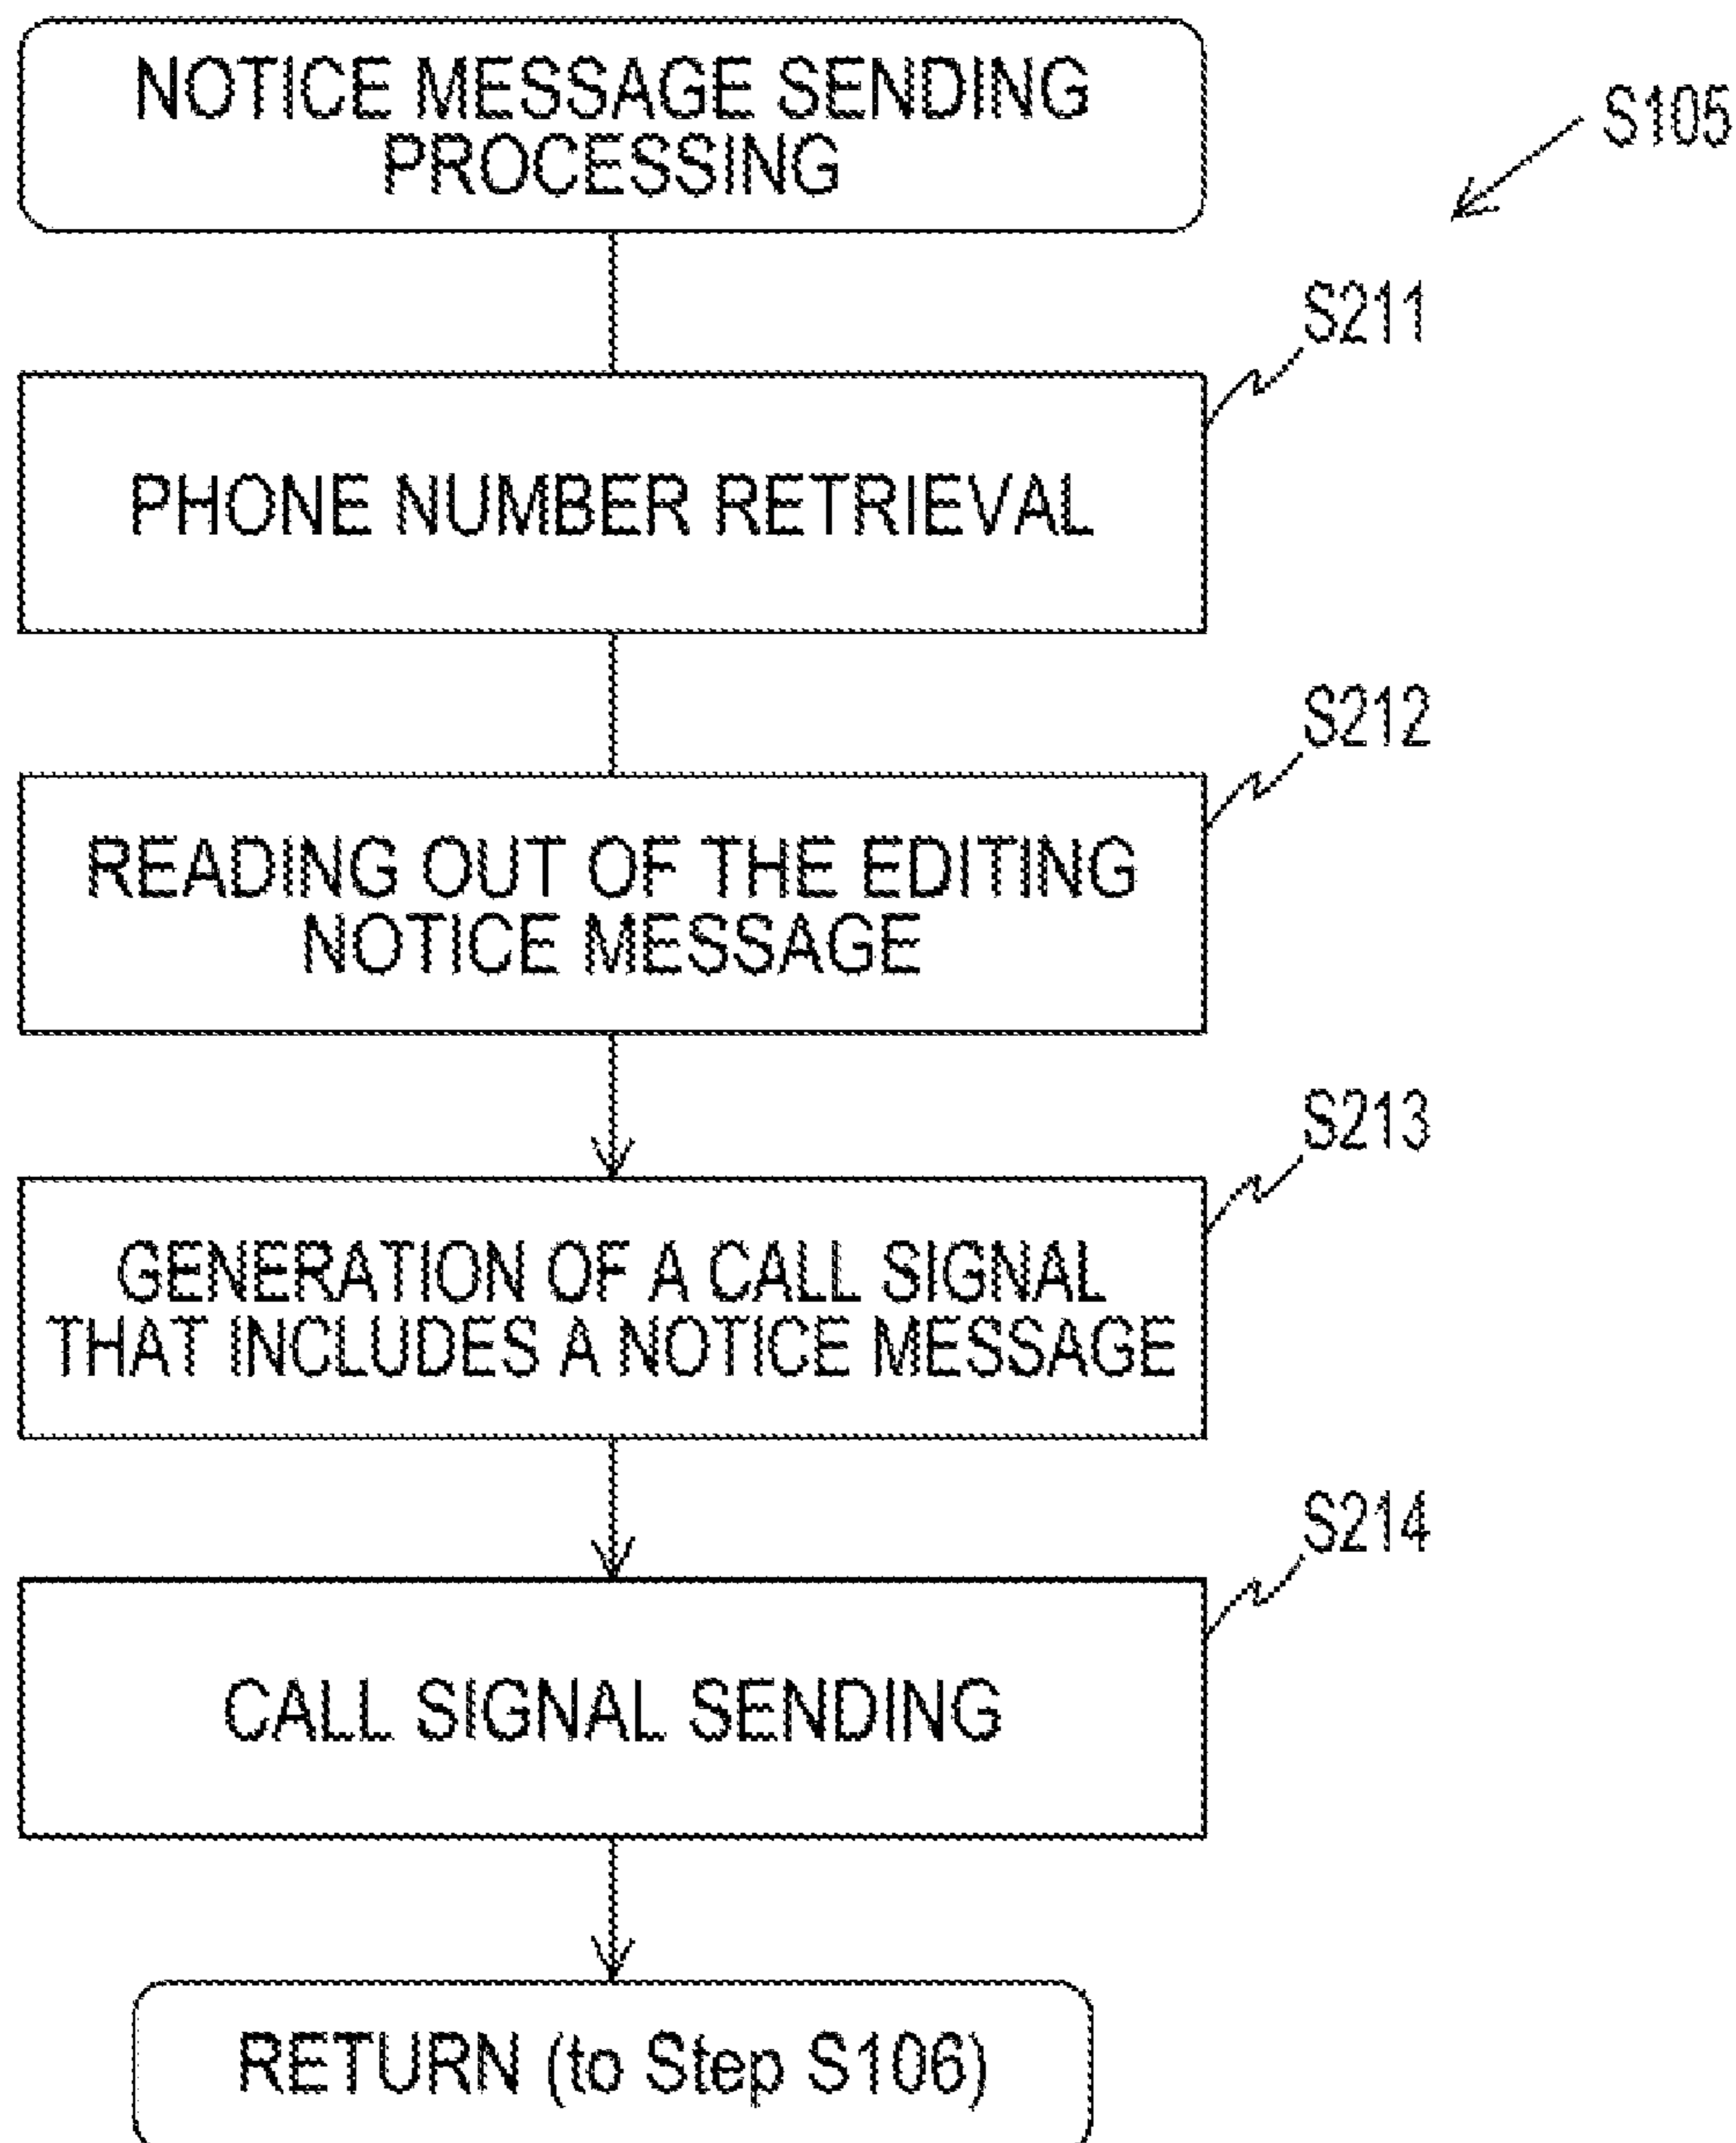 NOTICE MESSAGE SENDING
PROCESSING
S105
S211
PHONE NUMBER RETRIEVAL
S212
READING OUT OF THE EDITING
NOTICE MESSAGE
S213
GENERATION OF A CALL SIGNAL
THAT INCLUDES A NOTICE MESSAGE
S214
CALL SIGNAL SENDING
RETURN (to Step S106)